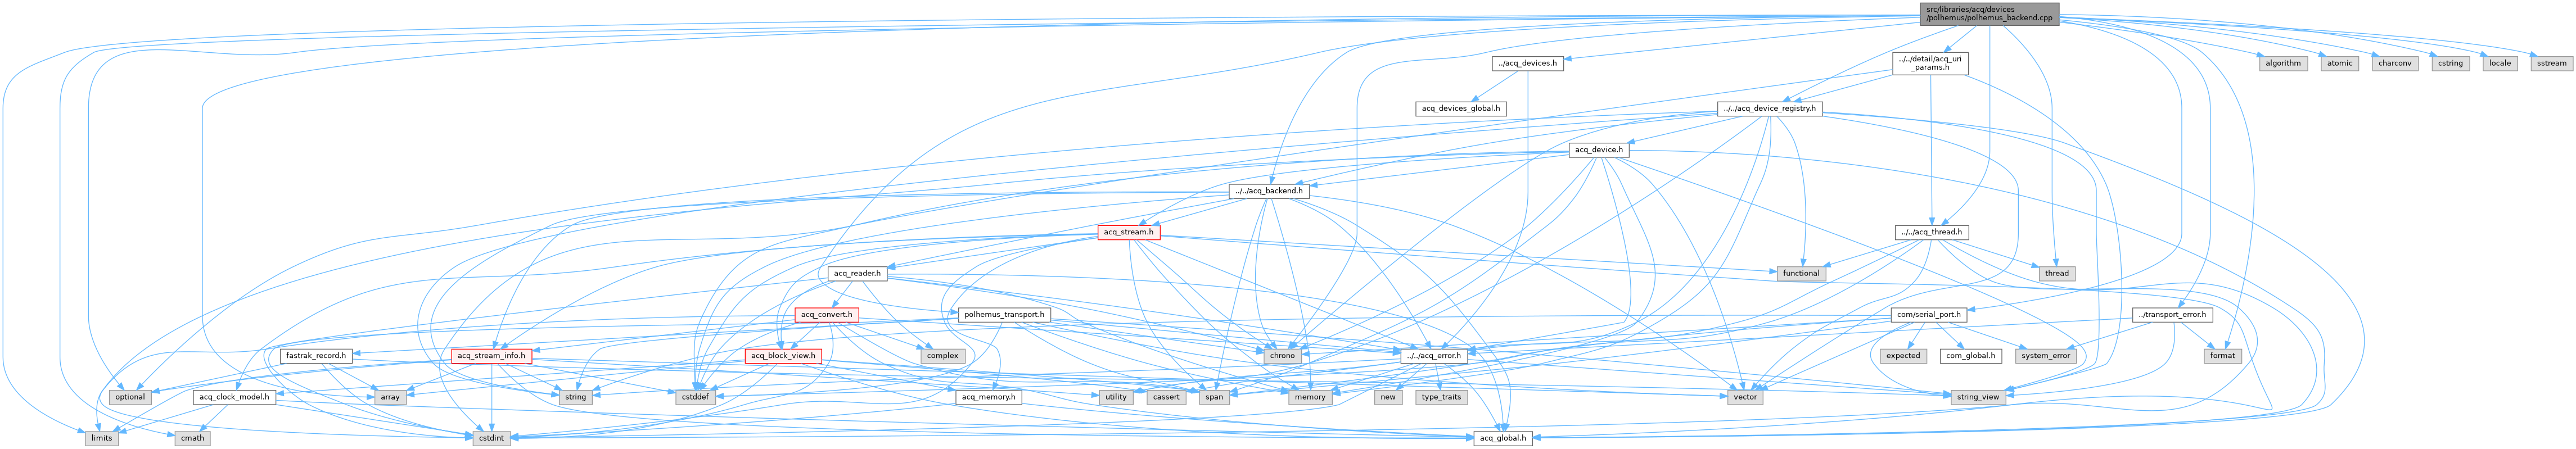 src/libraries/acq/devices
/polhemus/polhemus_backend.cpp
../acq_devices.h
../../detail/acq_uri
_params.h
algorithm
atomic
charconv
cstring
locale
sstream
acq_devices_global.h
../../acq_device_registry.h
acq_device.h
../../acq_backend.h
acq_stream.h
../../acq_thread.h
acq_reader.h
functional
thread
acq_convert.h
polhemus_transport.h
com/serial_port.h
../transport_error.h
fastrak_record.h
acq_stream_info.h
acq_block_view.h
complex
chrono
../../acq_error.h
expected
com_global.h
system_error
format
optional
acq_clock_model.h
array
string
cstddef
utility
acq_memory.h
cassert
span
memory
new
type_traits
vector
string_view
limits
cmath
cstdint
acq_global.h